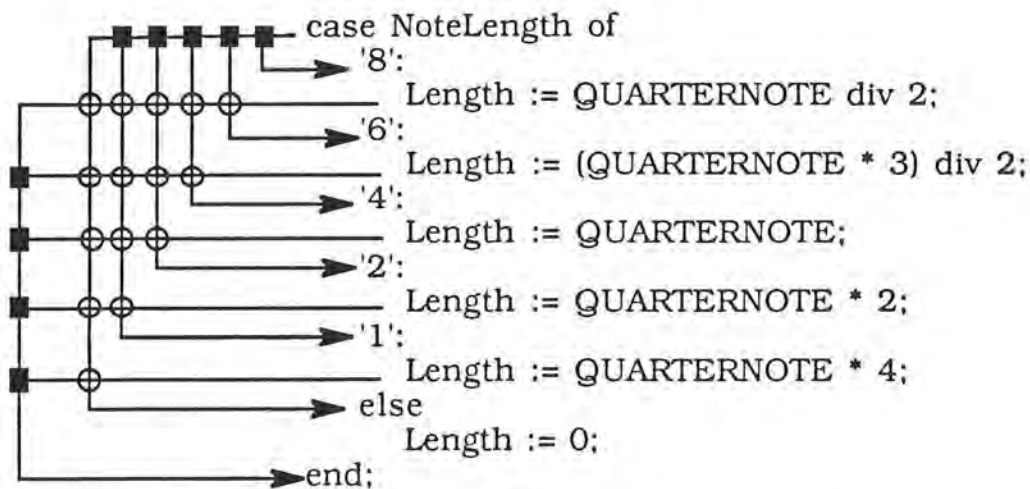 case NoteLength of
'8':
Length := QUARTERNOTE div 2;
'6':
Length := (QUARTERNOTE * 3) div 2;
'4':
Length := QUARTERNOTE;
'2':
Length := QUARTERNOTE * 2;
'1':
Length := QUARTERNOTE * 4;
else
Length := 0;
end;